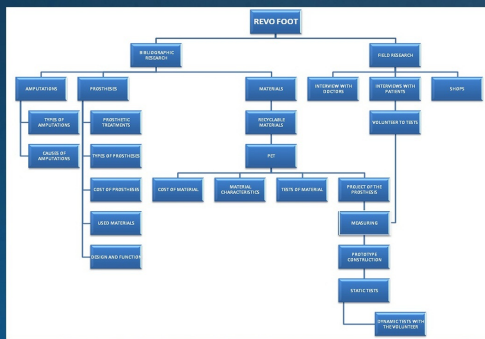 REVO FOOT
BIBLIOGRAPHIC
RESEARCH
FIELD RESEARCH
AMPUTATIONS
PROSTHESES
MATERIALS
INTERVIEW WITH
DOCTORS
INTERVIEWS WITH
PATIENTS
SHOPS
TYPES OF
AMPUTATIONS
PROSTHETIC
TREATMENTS
RECYCLABLE
MATERIALS
VOLUNTEER TO TESTS
CAUSES OF
AMPUTATIONS
TYPES OF PROSTHESES
PET
COST OF PROSTHESES
COST OF MATERIAL
MATERIAL
CHARACTERISTICS
TESTS OF MATERIAL
PROJECT OF THE
PROSTHESIS
USED MATERIALS
MEASURING
DESIGN AND FUNCTION
PROTOTYPE
CONSTRUCTION
STATIC TESTS
DYNAMIC TESTS WITH
THE VOLUNTEER